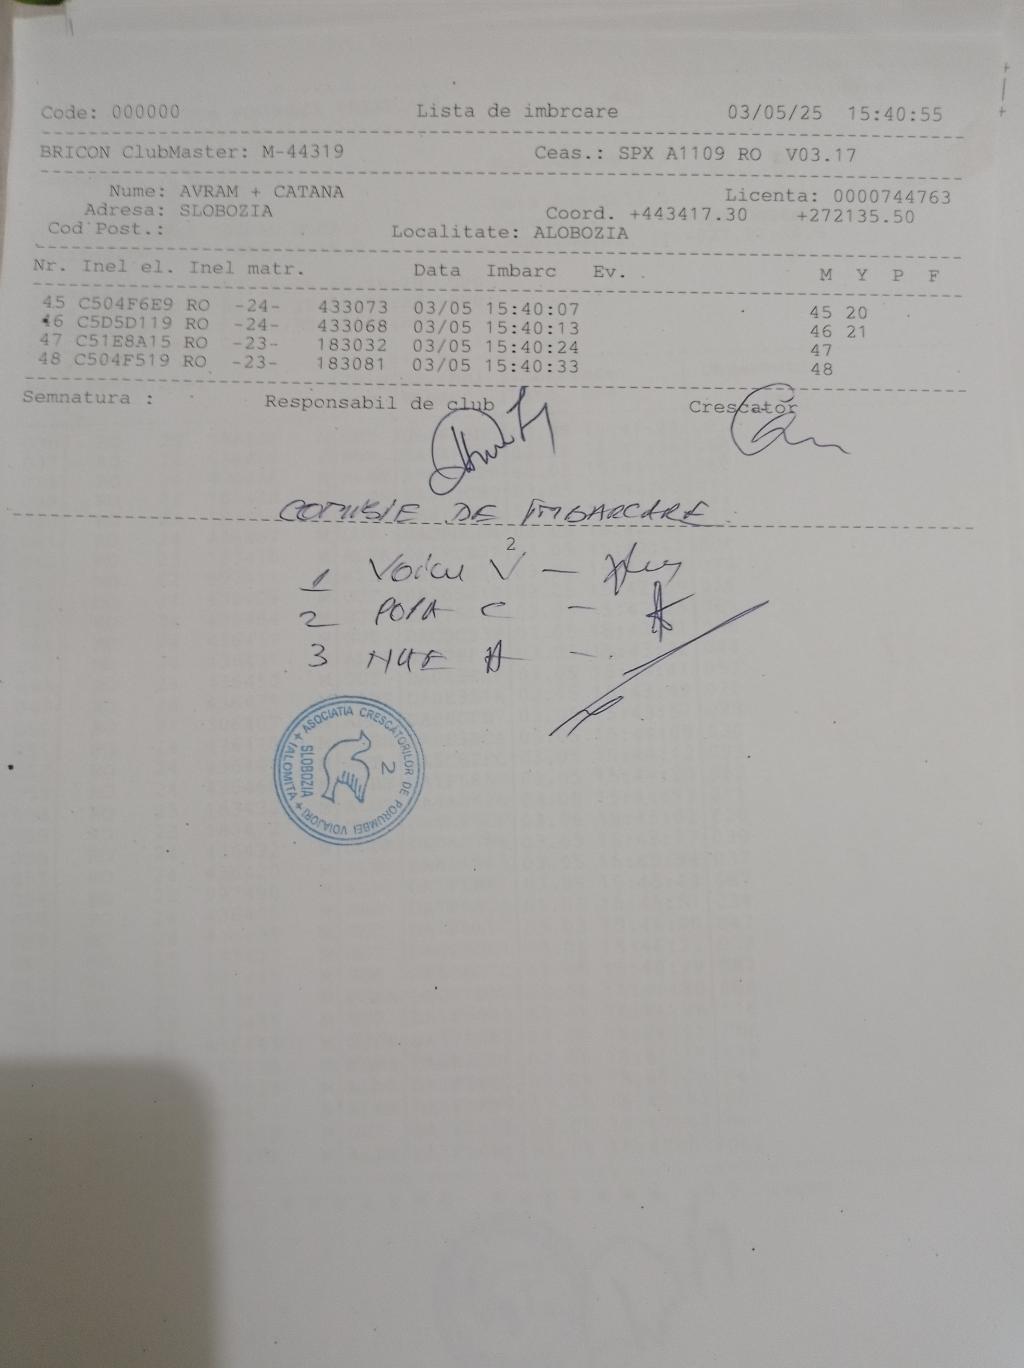 Code: 000000 Lista de imbrcare 03/05/25 15:40:55
BRICON ClubMaster: M-44319 Ceas.: SPX A1109 RO V03.17
Nume: AVRAM + CATANA Licenta: 0000744763
Adresa: SLOBOZIA Coord. +443417.30 +272135.50
Cod Post.: Localitate: ALOBOZIA
Nr. Inel el. Inel matr. Data Imbarc Ev. M Y P F
45 C504F6E9 RO -24- 433073 03/05 15:40:07 45 20
46 C5D5D119 RO -24- 433068 03/05 15:40:13 46 21
47 C51E8A15 RO -23- 183032 03/05 15:40:24 47
48 C504F519 RO -23- 183081 03/05 15:40:33 48
Semnatura : Responsabil de club Crescator
COMISIE DE IMBARCARE
2
1 VOICU V -
2 POPA C -
3 A -
ASOCIATIA CRESCATORILOR DE PORUMBEI VOIAJORI + IALOMITA +
SLOBOZIA
2